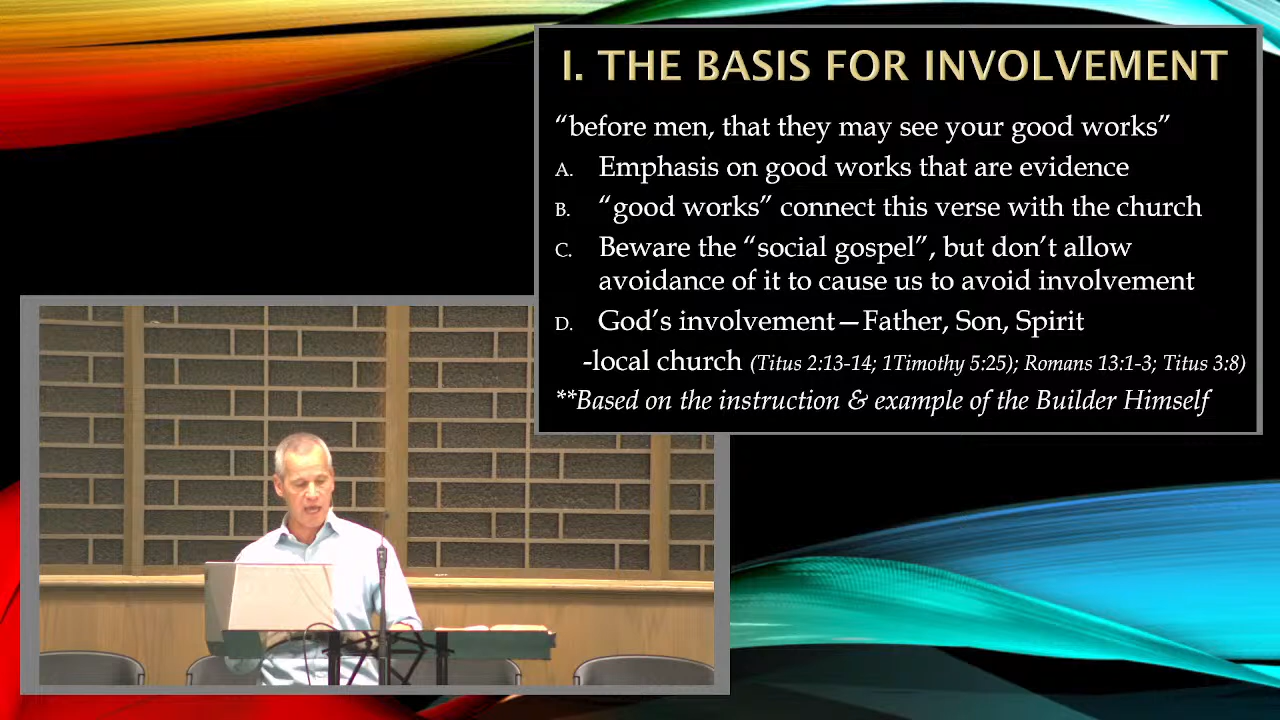 I. THE BASIS FOR INVOLVEMENT
“before men, that they may see your good works”
A. Emphasis on good works that are evidence
B. “good works” connect this verse with the church
C. Beware the “social gospel”, but don’t allow
avoidance of it to cause us to avoid involvement
D. God’s involvement—Father, Son, Spirit
-local church (Titus 2:13-14; 1Timothy 5:25); Romans 13:1-3; Titus 3:8)
**Based on the instruction & example of the Builder Himself